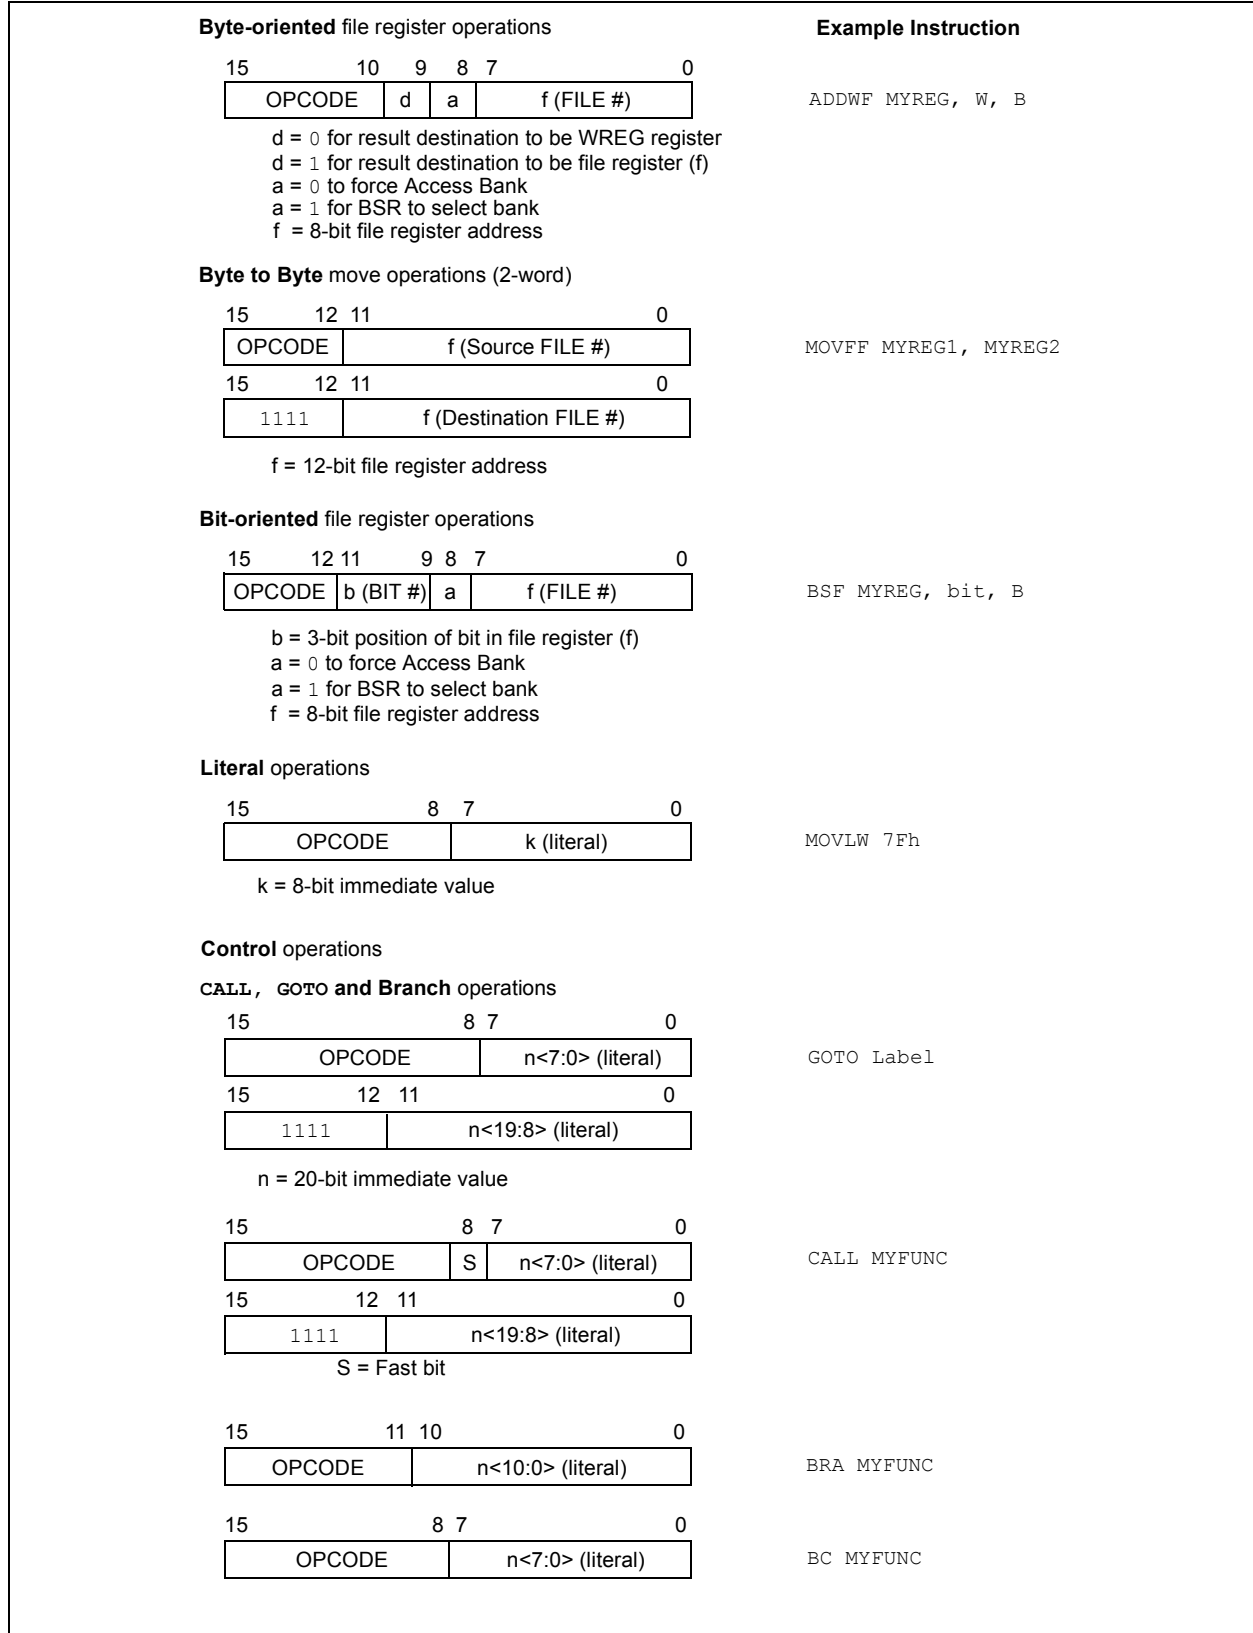 Byte-oriented file register operations Example Instruction
15 10 9 8 7 0
OPCODE d a f (FILE #) ADDWF MYREG, W, B
d = 0 for result destination to be WREG register
d = 1 for result destination to be file register (f)
a = 0 to force Access Bank
a = 1 for BSR to select bank
f = 8-bit file register address
Byte to Byte move operations (2-word)
15 12 11 0
OPCODE f (Source FILE #) MOVFF MYREG1, MYREG2
15 12 11 0
1111 f (Destination FILE #)
f = 12-bit file register address
Bit-oriented file register operations
15 12 11 9 8 7 0
OPCODE b (BIT #) a f (FILE #) BSF MYREG, bit, B
b = 3-bit position of bit in file register (f)
a = 0 to force Access Bank
a = 1 for BSR to select bank
f = 8-bit file register address
Literal operations
15 8 7 0
OPCODE k (literal) MOVLW 7Fh
k = 8-bit immediate value
Control operations
CALL, GOTO and Branch operations
15 8 7 0
OPCODE n<7:0> (literal) GOTO Label
15 12 11 0
1111 n<19:8> (literal)
n = 20-bit immediate value
15 8 7 0
OPCODE S n<7:0> (literal) CALL MYFUNC
15 12 11 0
1111 n<19:8> (literal)
S = Fast bit
15 11 10 0
OPCODE n<10:0> (literal) BRA MYFUNC
15 8 7 0
OPCODE n<7:0> (literal) BC MYFUNC